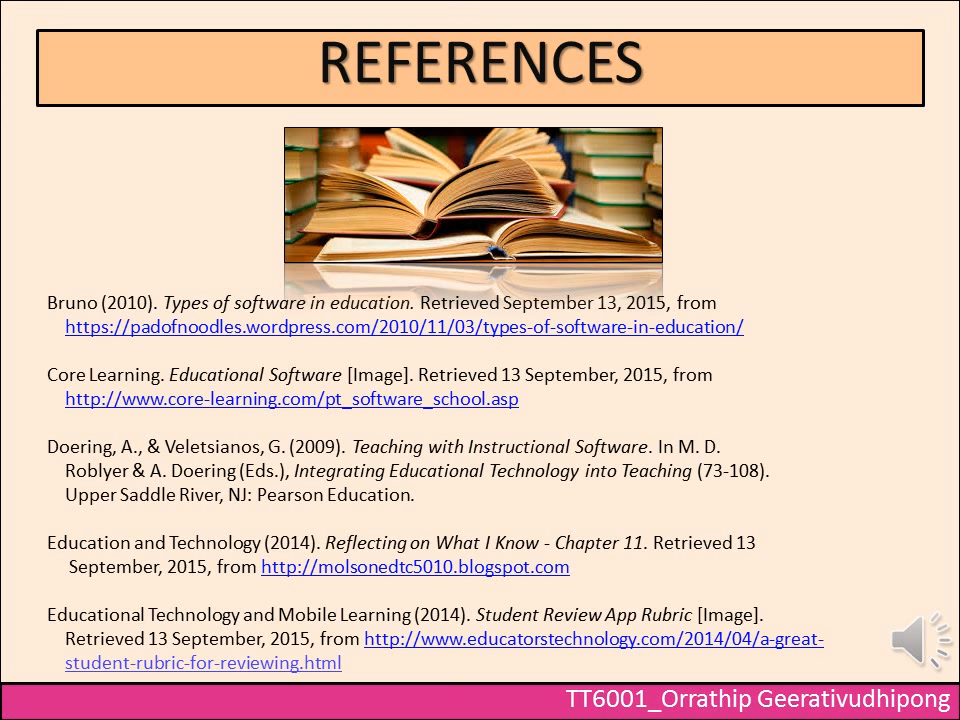 REFERENCES
Bruno (2010). Types of software in education. Retrieved September 13, 2015, from
https://padofnoodles.wordpress.com/2010/11/03/types-of-software-in-education/
Core Learning. Educational Software [Image]. Retrieved 13 September, 2015, from
http://www.core-learning.com/pt_software_school.asp
Doering, A., & Veletsianos, G. (2009). Teaching with Instructional Software. In M. D.
Roblyer & A. Doering (Eds.), Integrating Educational Technology into Teaching (73-108).
Upper Saddle River, NJ: Pearson Education.
Education and Technology (2014). Reflecting on What I Know - Chapter 11. Retrieved 13
September, 2015, from http://molsonedtc5010.blogspot.com
Educational Technology and Mobile Learning (2014). Student Review App Rubric [Image].
Retrieved 13 September, 2015, from http://www.educatorstechnology.com/2014/04/a-great-
student-rubric-for-reviewing.html
TT6001_Orrathip Geerativudhipong